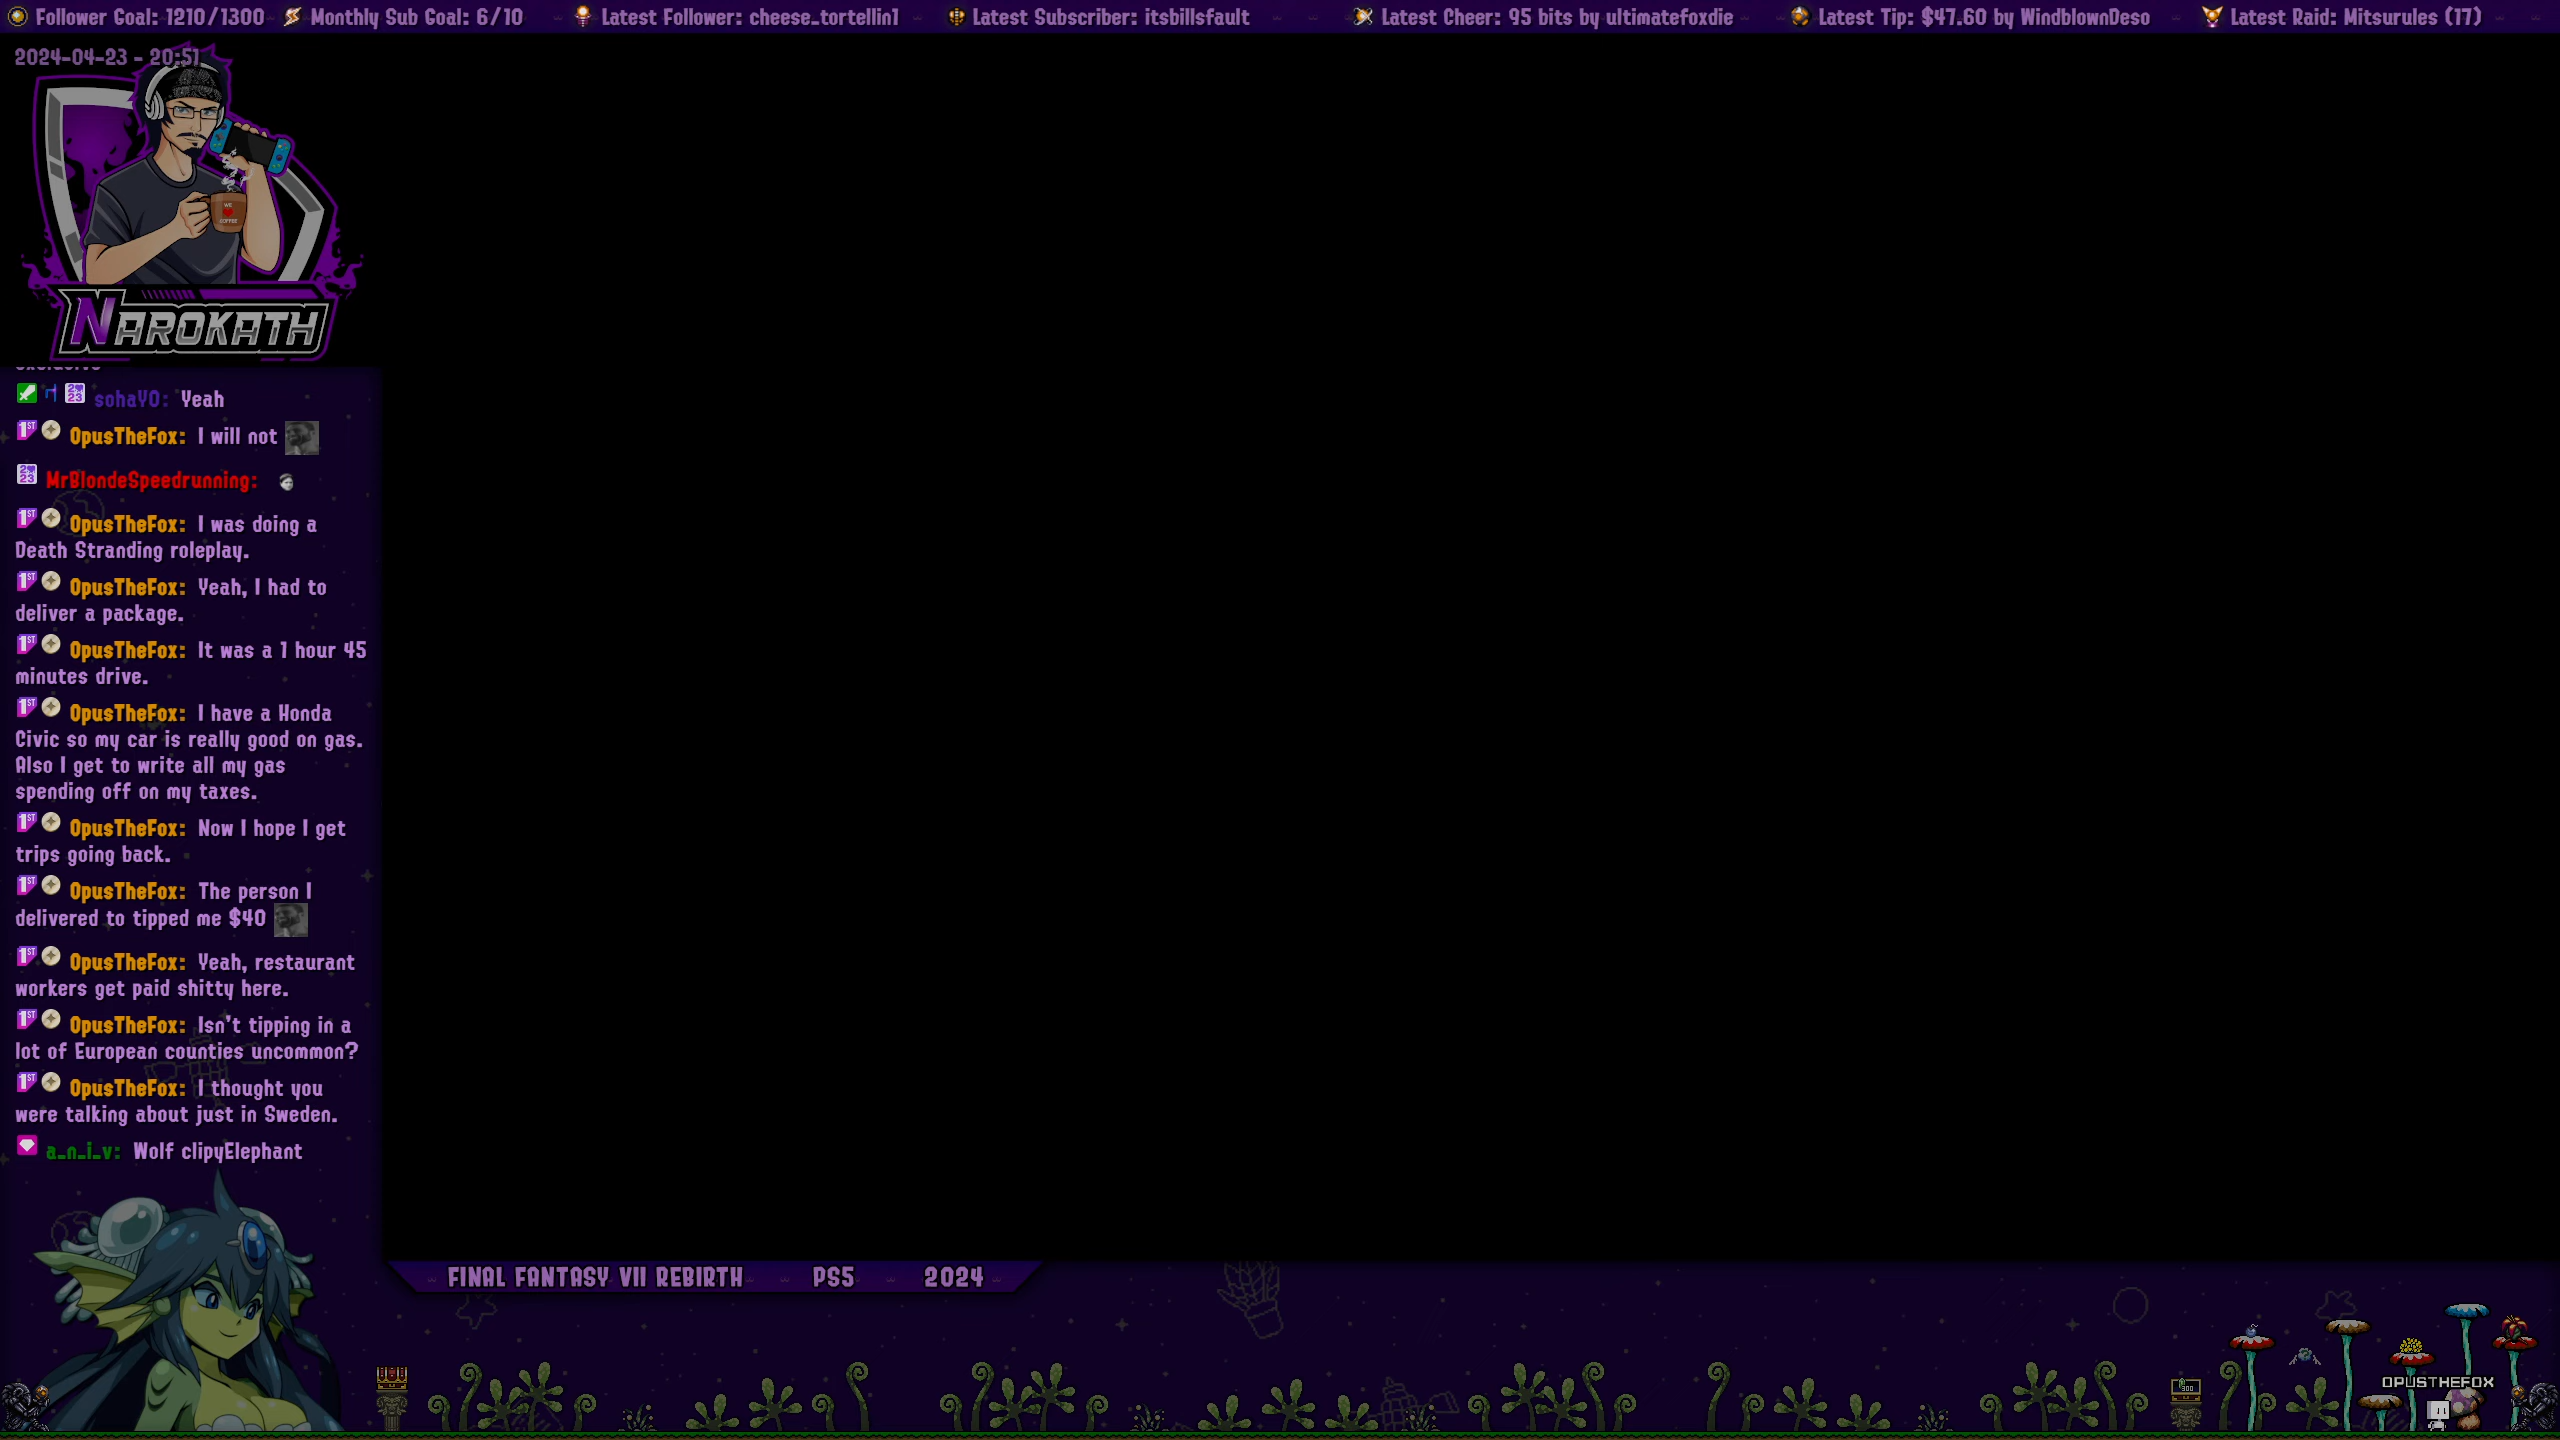 Follower Goal: 1210/1300
Monthly Sub Goal: 6/10
Latest Follower: cheese_tortellin1
Latest Subscriber: itsbillsfault
Latest Cheer: 95 bits by ultimatefoxdie
Latest Tip: $47.60 by WindblownDeso
Latest Raid: Mitsurules (17)
2024-04-23 - 20:51
WE
COFFEE
NAROKATH
sohaYO: Yeah
OpusTheFox: I will not
MrBlondeSpeedrunning:
OpusTheFox: I was doing a
Death Stranding roleplay.
OpusTheFox: Yeah, I had to
deliver a package.
OpusTheFox: It was a 1 hour 45
minutes drive.
OpusTheFox: I have a Honda
Civic so my car is really good on gas.
Also I get to write all my gas
spending off on my taxes.
OpusTheFox: Now I hope I get
trips going back.
OpusTheFox: The person I
delivered to tipped me $40
OpusTheFox: Yeah, restaurant
workers get paid shitty here.
OpusTheFox: Isn't tipping in a
lot of European counties uncommon?
OpusTheFox: I thought you
were talking about just in Sweden.
a_n_i_v: Wolf clipyElephant
FINAL FANTASY VII REBIRTH
PS5
2024
OPUSTHEFOX
300